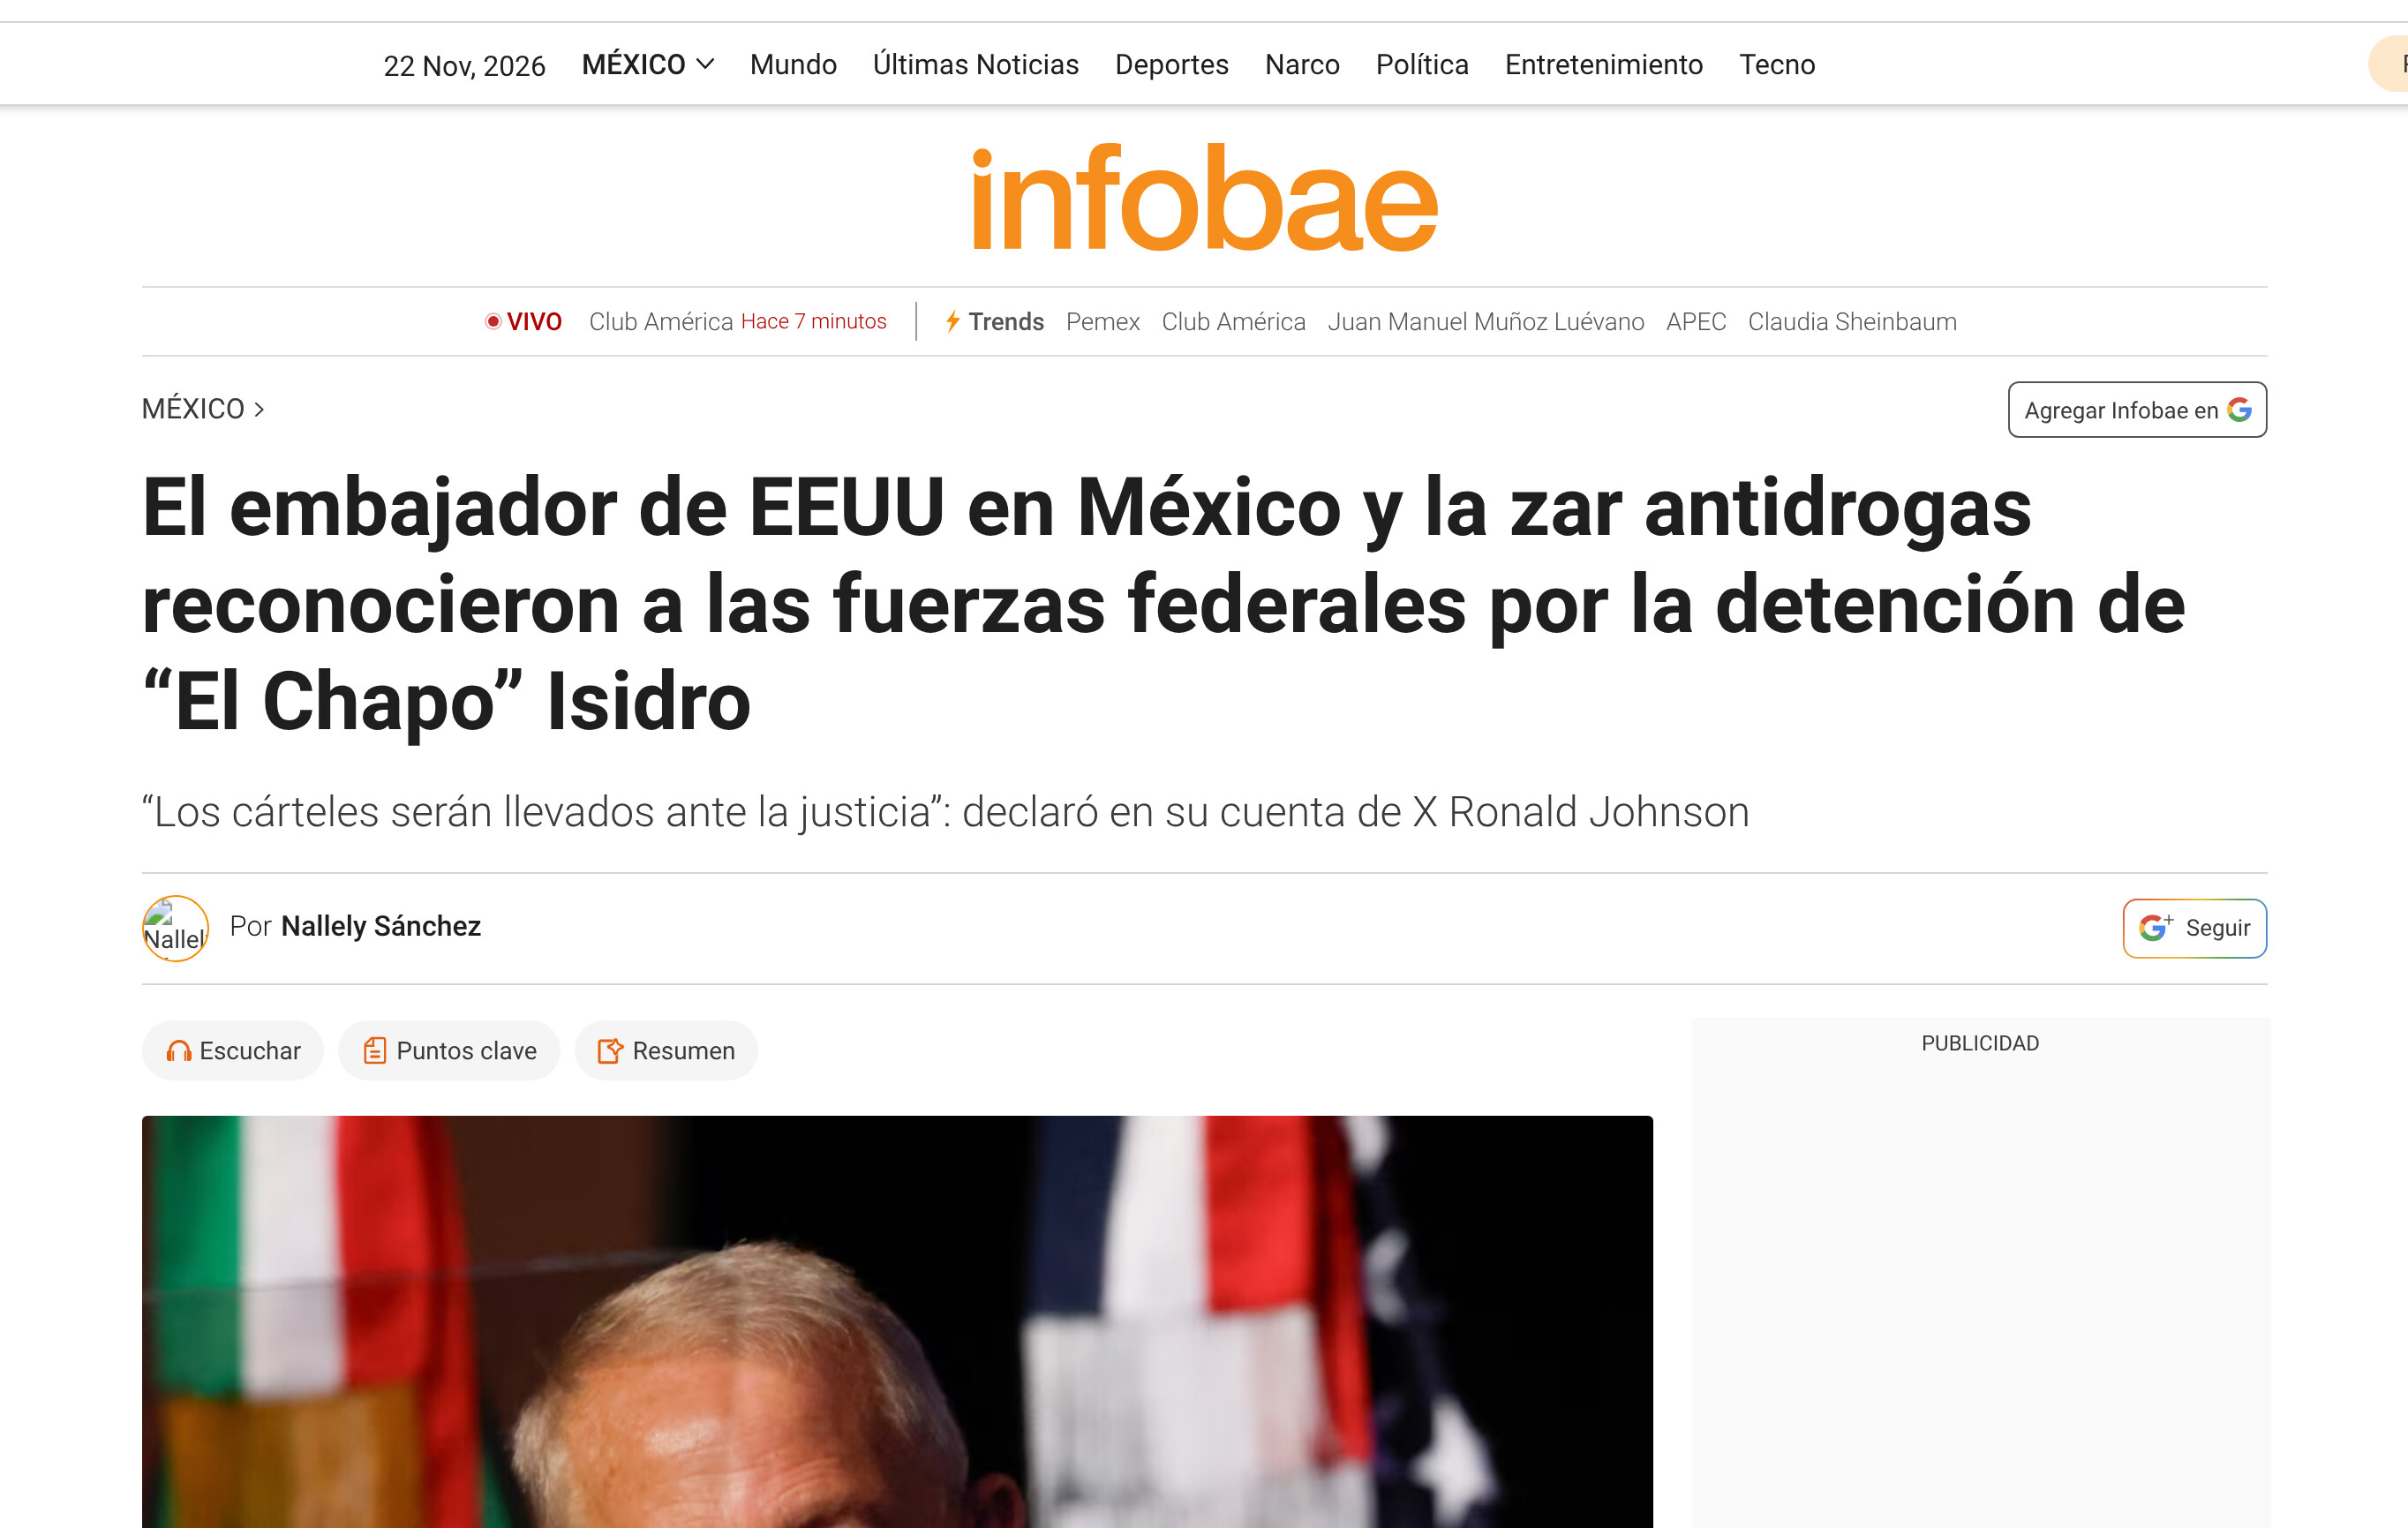 22 Nov, 2026 MÉXICO Mundo Últimas Noticias Deportes Narco Política Entretenimiento Tecno
infobae
VIVO Club América Hace 7 minutos Trends Pemex Club América Juan Manuel Muñoz Luévano APEC Claudia Sheinbaum
MÉXICO >
Agregar Infobae en G
El embajador de EEUU en México y la zar antidrogas
reconocieron a las fuerzas federales por la detención de
“El Chapo” Isidro
“Los cárteles serán llevados ante la justicia”: declaró en su cuenta de X Ronald Johnson
Nallel
Por Nallely Sánchez
G+ Seguir
Escuchar Puntos clave Resumen
PUBLICIDAD